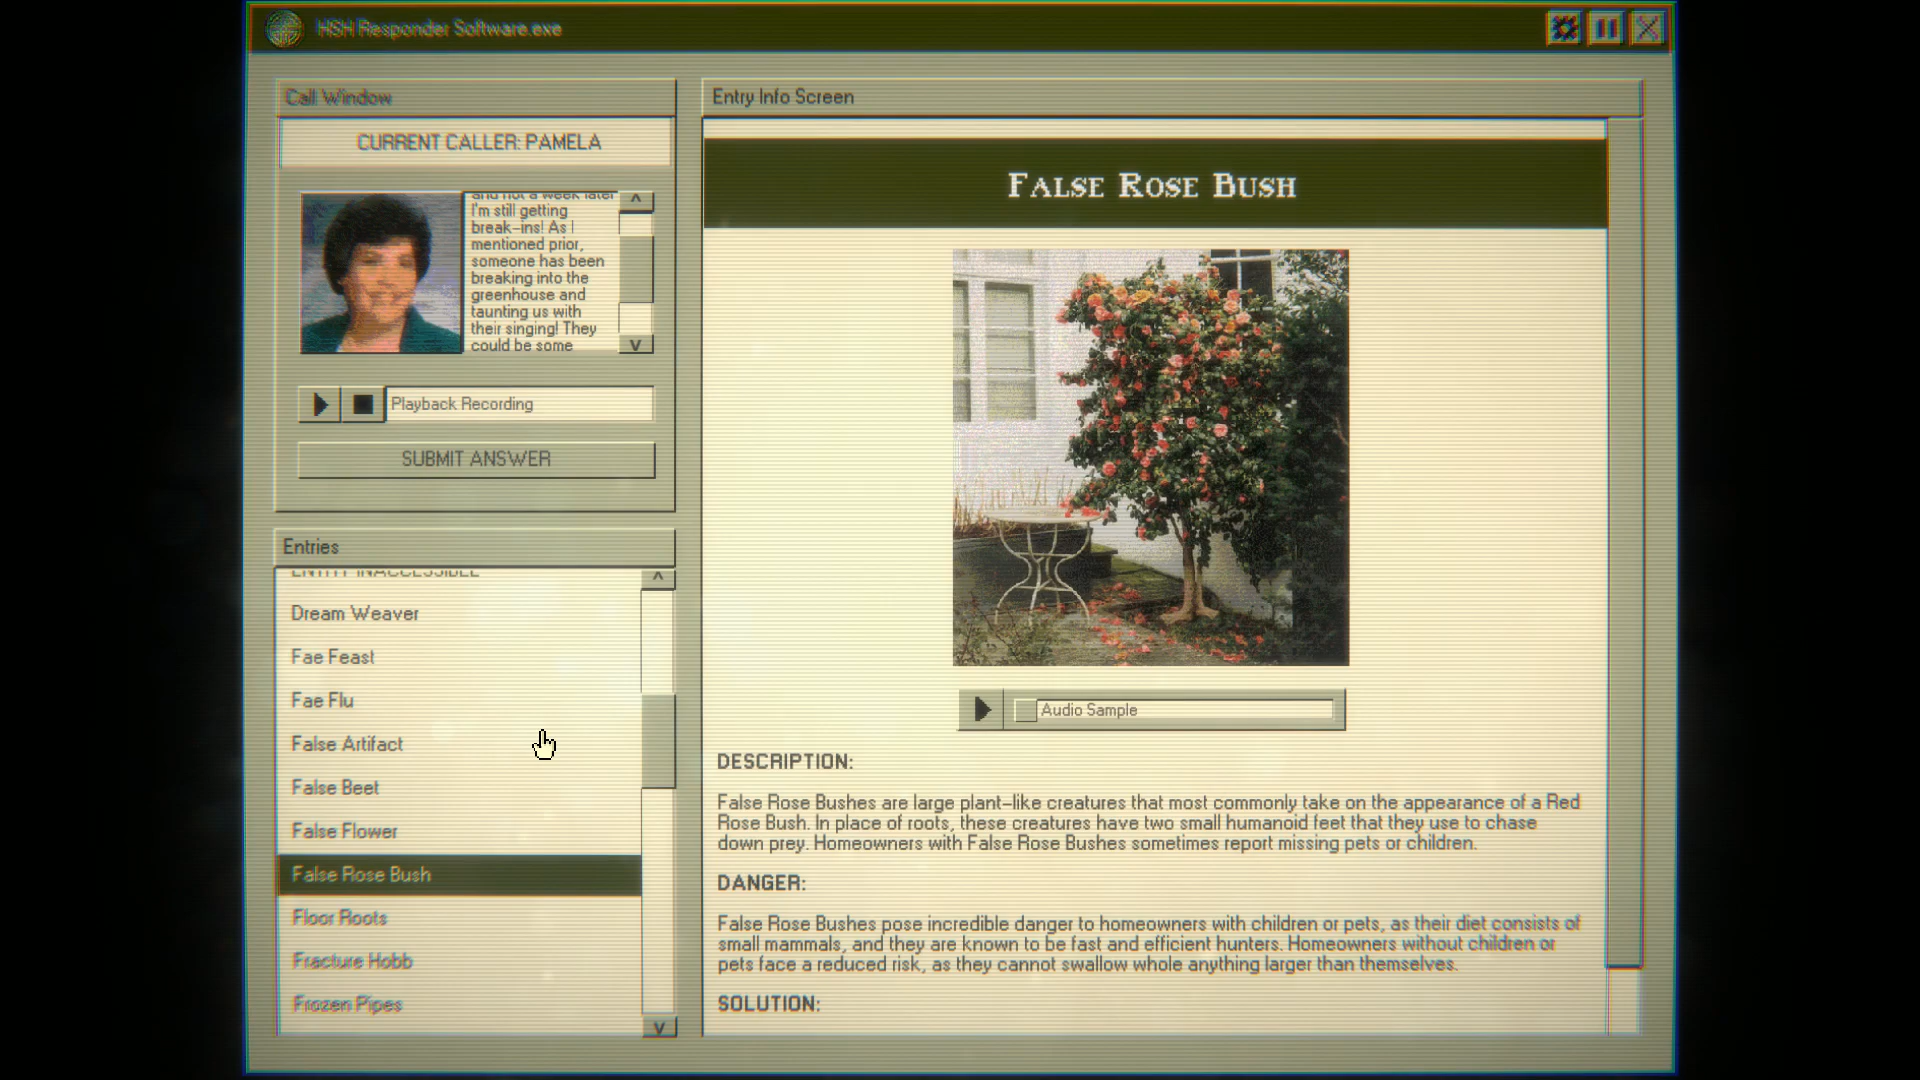 HSH Responder Software.exe
Call Window
CURRENT CALLER: PAMELA
and not a week later
I'm still getting
break-ins! As I
mentioned prior,
someone has been
breaking into the
greenhouse and
taunting us with
their singing! They
could be some
Playback Recording
SUBMIT ANSWER
Entries
ENTRY INACCESSIBLE
Dream Weaver
Fae Feast
Fae Flu
False Artifact
False Beet
False Flower
False Rose Bush
Floor Roots
Fracture Hobb
Frozen Pipes
Entry Info Screen
False Rose Bush
Audio Sample
DESCRIPTION:
False Rose Bushes are large plant-like creatures that most commonly take on the appearance of a Red
Rose Bush. In place of roots, these creatures have two small humanoid feet that they use to chase
down prey. Homeowners with False Rose Bushes sometimes report missing pets or children.
DANGER:
False Rose Bushes pose incredible danger to homeowners with children or pets, as their diet consists of
small mammals, and they are known to be fast and efficient hunters. Homeowners without children or
pets face a reduced risk, as they cannot swallow whole anything larger than themselves.
SOLUTION: